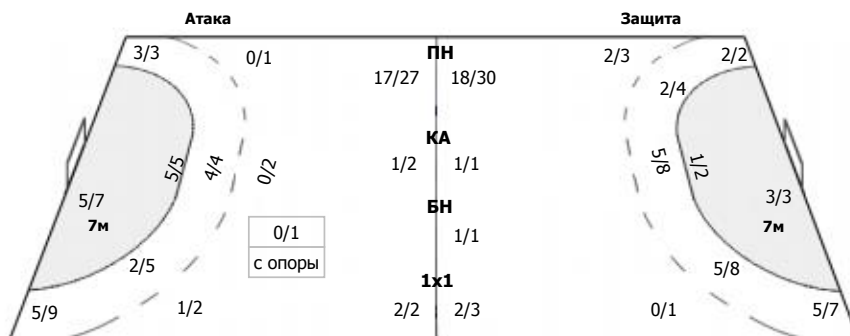 Атака Защита
3/3 0/1 ПН 2/3 2/2
17/27 18/30 2/4
КА
5/5 4/4 0/2 1/2 1/1 5/8 1/2
5/7 БН 3/3
7м 0/1 1/1 7м
2/5 с опоры 5/8
1x1
5/9 1/2 2/2 2/3 0/1 5/7